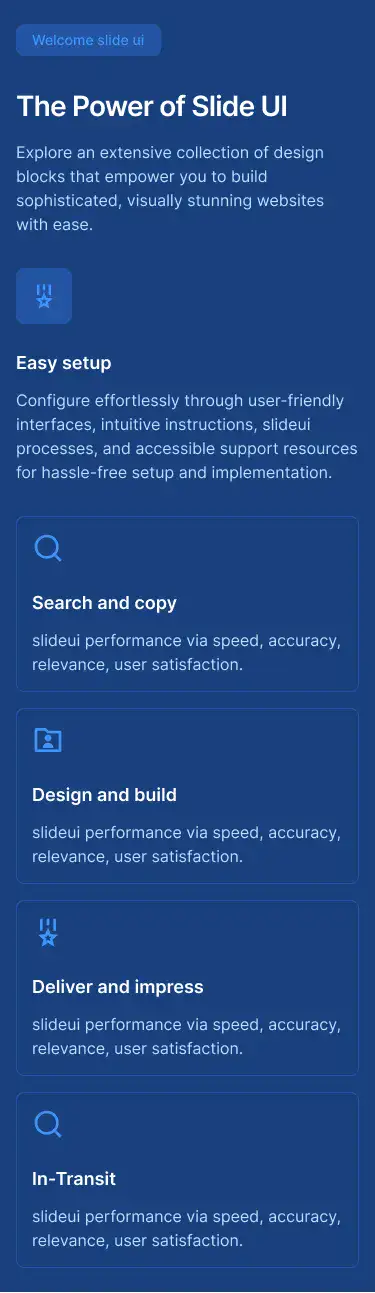 Welcome slide ui
The Power of Slide UI
Explore an extensive collection of design
blocks that empower you to build
sophisticated, visually stunning websites
with ease.
Easy setup
Configure effortlessly through user-friendly
interfaces, intuitive instructions, slideui
processes, and accessible support resources
for hassle-free setup and implementation.
Search and copy
slideui performance via speed, accuracy,
relevance, user satisfaction.
Design and build
slideui performance via speed, accuracy,
relevance, user satisfaction.
Deliver and impress
slideui performance via speed, accuracy,
relevance, user satisfaction.
In-Transit
slideui performance via speed, accuracy,
relevance, user satisfaction.